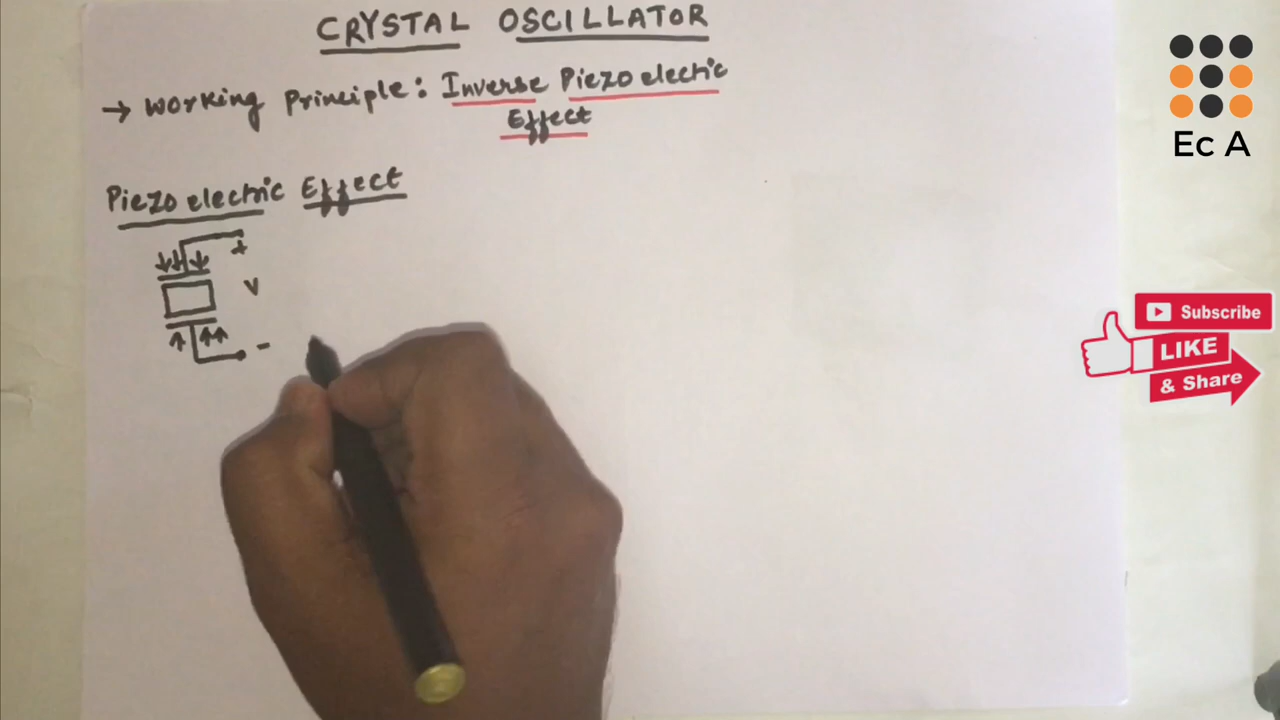 CRYSTAL OSCILLATOR
→ Working Principle: Inverse Piezo electric
Effect
Piezo electric Effect
+
V
-
Ec A
Subscribe
LIKE
& Share